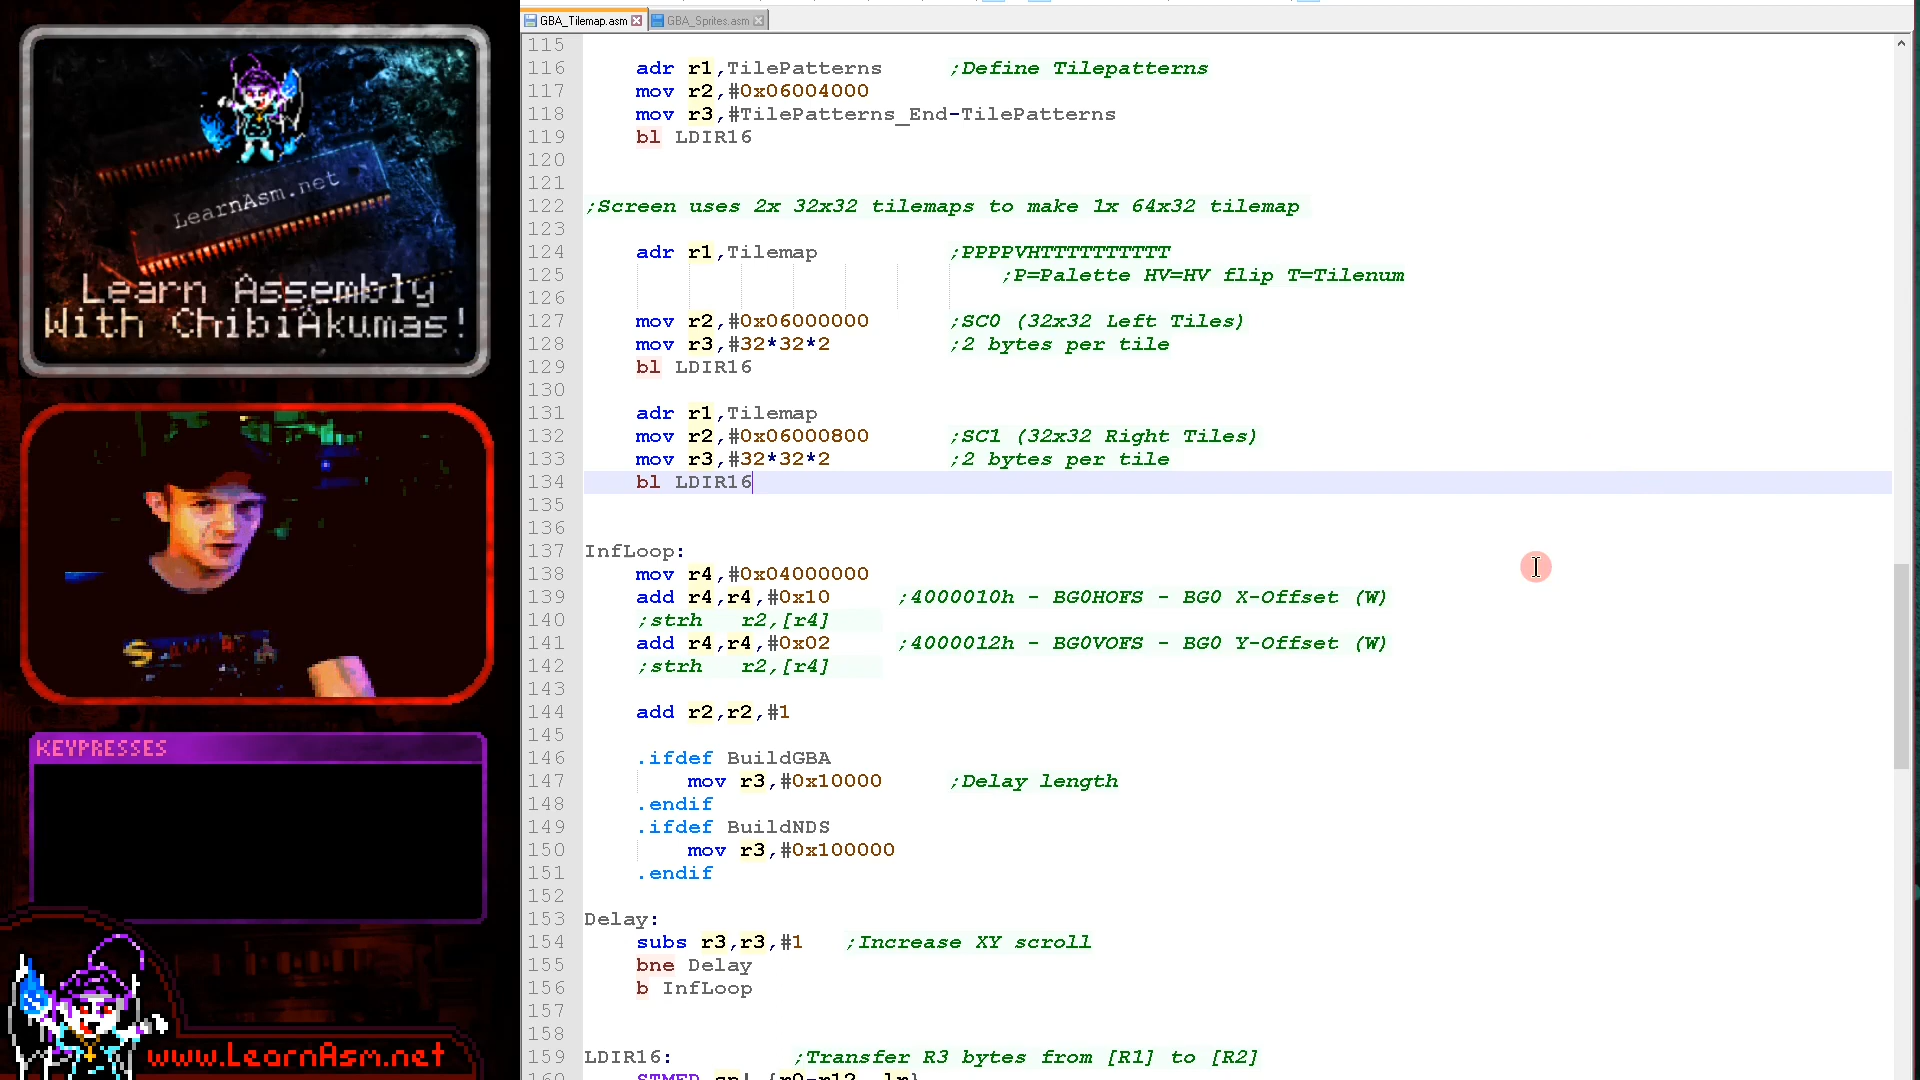 GBA_Tilemap.asm
GBA_Sprites.asm
LearnAsm.net
Learn Assembly
With ChibiAkumas!
KEYPRESSES
www.LearnAsm.net
115
116 adr r1,TilePatterns ;Define Tilepatterns
117 mov r2,#0x06004000
118 mov r3,#TilePatterns_End-TilePatterns
119 bl LDIR16
120
121
122 ;Screen uses 2x 32x32 tilemaps to make 1x 64x32 tilemap
123
124 adr r1,Tilemap ;PPPPVHTTTTTTTTTT
125 ;P=Palette HV=HV flip T=Tilenum
126
127 mov r2,#0x06000000 ;SC0 (32x32 Left Tiles)
128 mov r3,#32*32*2 ;2 bytes per tile
129 bl LDIR16
130
131 adr r1,Tilemap
132 mov r2,#0x06000800 ;SC1 (32x32 Right Tiles)
133 mov r3,#32*32*2 ;2 bytes per tile
134 bl LDIR16
135
136
137 InfLoop:
138 mov r4,#0x04000000
139 add r4,r4,#0x10 ;4000010h - BG0HOFS - BG0 X-Offset (W)
140 ;strh r2,[r4]
141 add r4,r4,#0x02 ;4000012h - BG0VOFS - BG0 Y-Offset (W)
142 ;strh r2,[r4]
143
144 add r2,r2,#1
145
146 .ifdef BuildGBA
147 mov r3,#0x10000 ;Delay length
148 .endif
149 .ifdef BuildNDS
150 mov r3,#0x100000
151 .endif
152
153 Delay:
154 subs r3,r3,#1 ;Increase XY scroll
155 bne Delay
156 b InfLoop
157
158
159 LDIR16: ;Transfer R3 bytes from [R1] to [R2]
160 STMFD sp!,{r0-r12, lr}